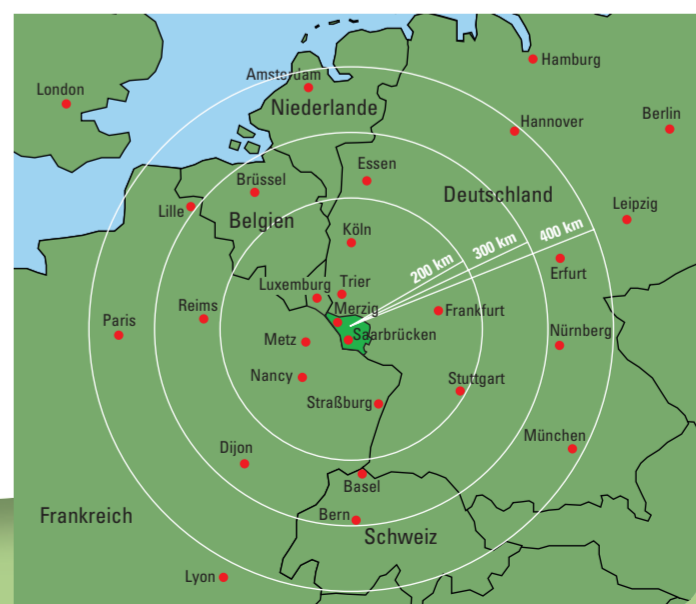 Hamburg
Amsterdam
London
Niederlande
Hannover
Berlin
Essen
Brüssel
Deutschland
Lille
Belgien
Leipzig
Köln
200 km
300 km
400 km
Erfurt
Luxemburg
Trier
Reims
Merzig
Frankfurt
Paris
Metz
Saarbrücken
Nürnberg
Nancy
Stuttgart
Straßburg
München
Dijon
Basel
Frankreich
Bern
Schweiz
Lyon